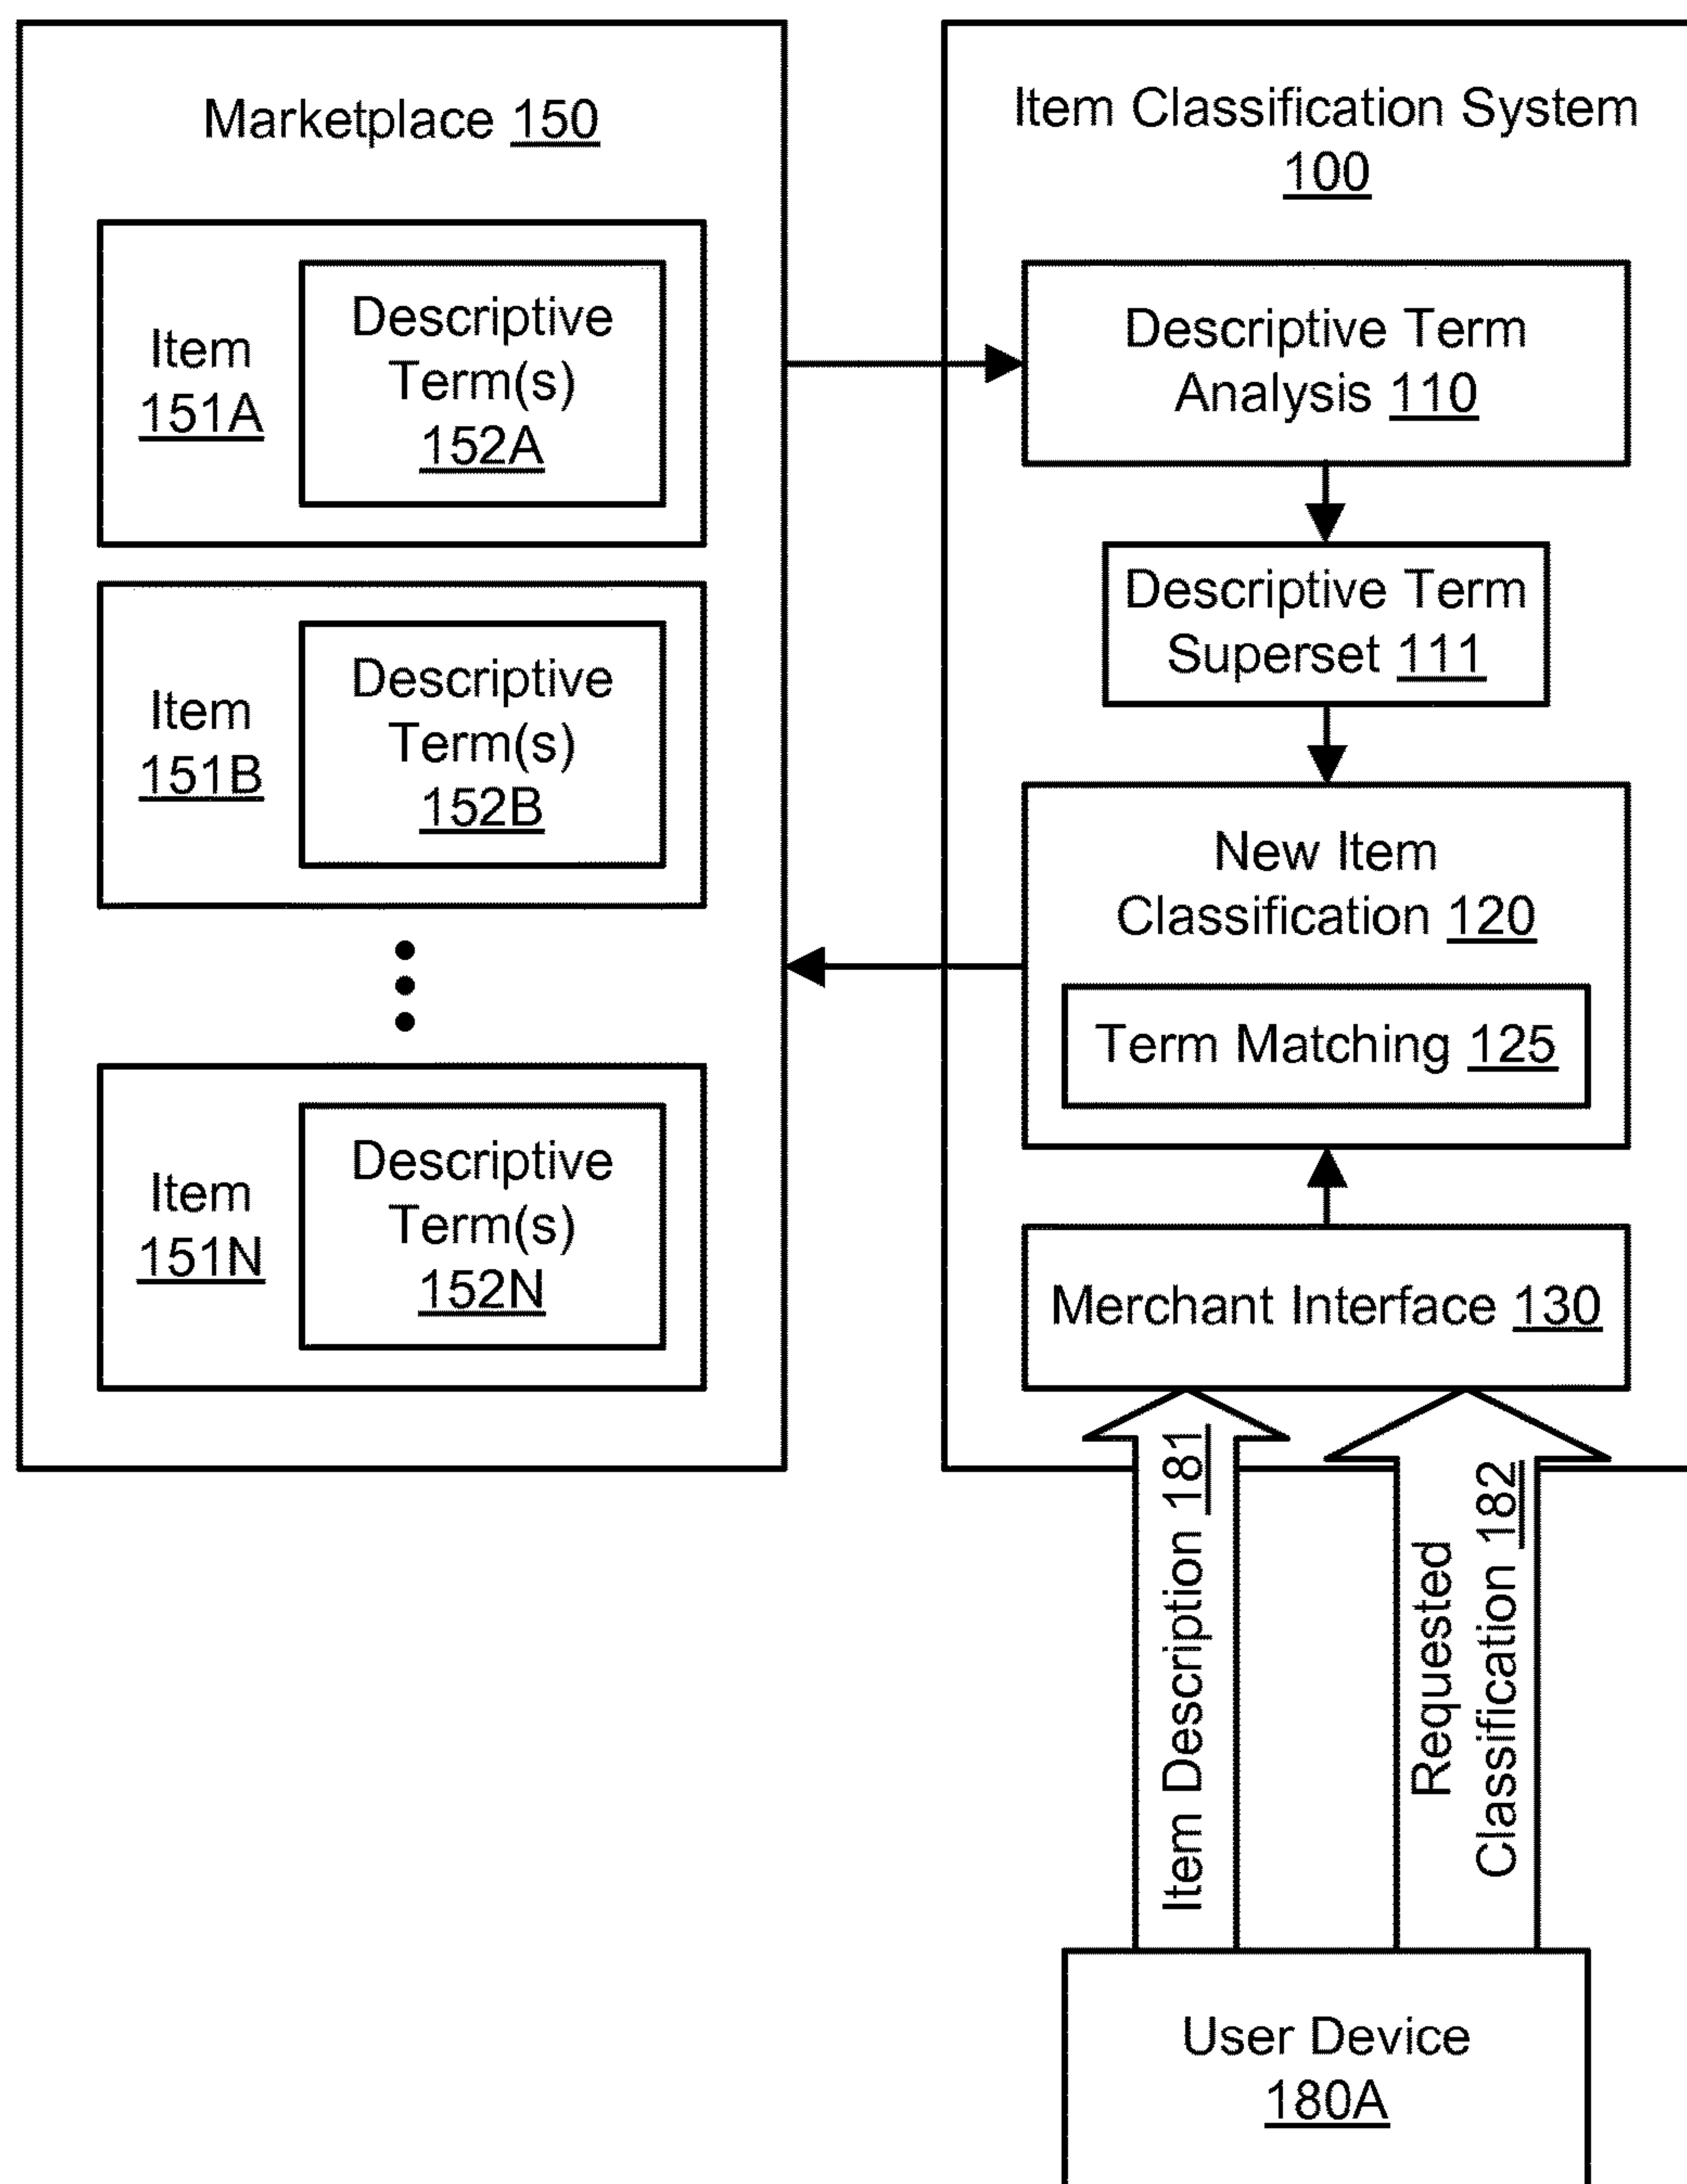 Marketplace 150
Item
151A
Descriptive
Term(s)
152A
Item
151B
Descriptive
Term(s)
152B
Item
151N
Descriptive
Term(s)
152N
Item Classification System
100
Descriptive Term
Analysis 110
Descriptive Term
Superset 111
New Item
Classification 120
Term Matching 125
Merchant Interface 130
Item Description 181
Requested
Classification 182
User Device
180A